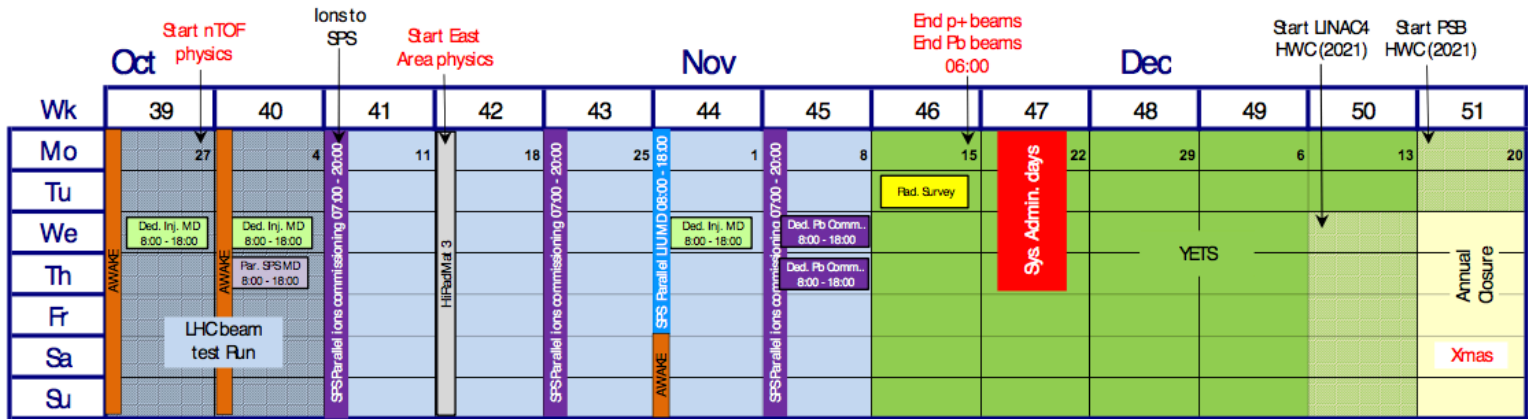 Start nTOF
physics
Ions to
SPS
Start East
Area physics
End p+ beams
End Pb beams
06:00
Start LINAC4
HWC (2021)
Start PSB
HWC (2021)
Oct Nov Dec
Wk 39 40 41 42 43 44 45 46 47 48 49 50 51
Mo 27 4 11 18 25 1 8 15 22 29 6 13 20
Tu Rad. Survey
We
Ded. Inj. MD
8:00 - 18:00
Ded. Inj. MD
8:00 - 18:00
Ded. Inj. MD
8:00 - 18:00
Ded. Pb Comm..
8:00 - 18:00
Th
Par. SPS MD
8:00 - 18:00
Ded. Pb Comm..
8:00 - 18:00
Fr
Sa
Su
AWAKE
AWAKE
LHC beam
test Run
SPS Parallel ions commissioning 07:00 - 20:00
HiRadMat 3
SPS Parallel ions commissioning 07:00 - 20:00
SPS Parallel LIU MD 08:00 - 18:00
AWAKE
SPS Parallel ions commissioning 07:00 - 20:00
Sys. Admin. days
YETS
Annual
Closure
Xmas